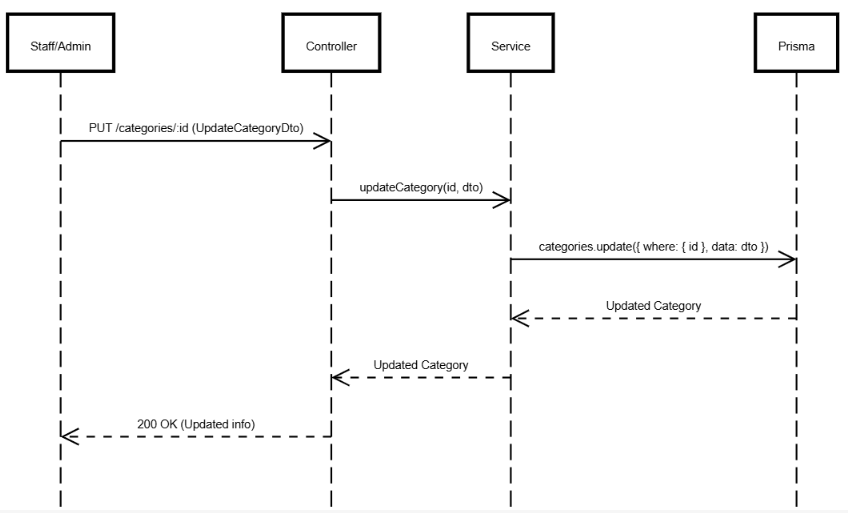 Staff/Admin
Controller
Service
Prisma
PUT /categories/:id (UpdateCategoryDto)
updateCategory(id, dto)
categories.update({ where: { id }, data: dto })
Updated Category
Updated Category
200 OK (Updated info)